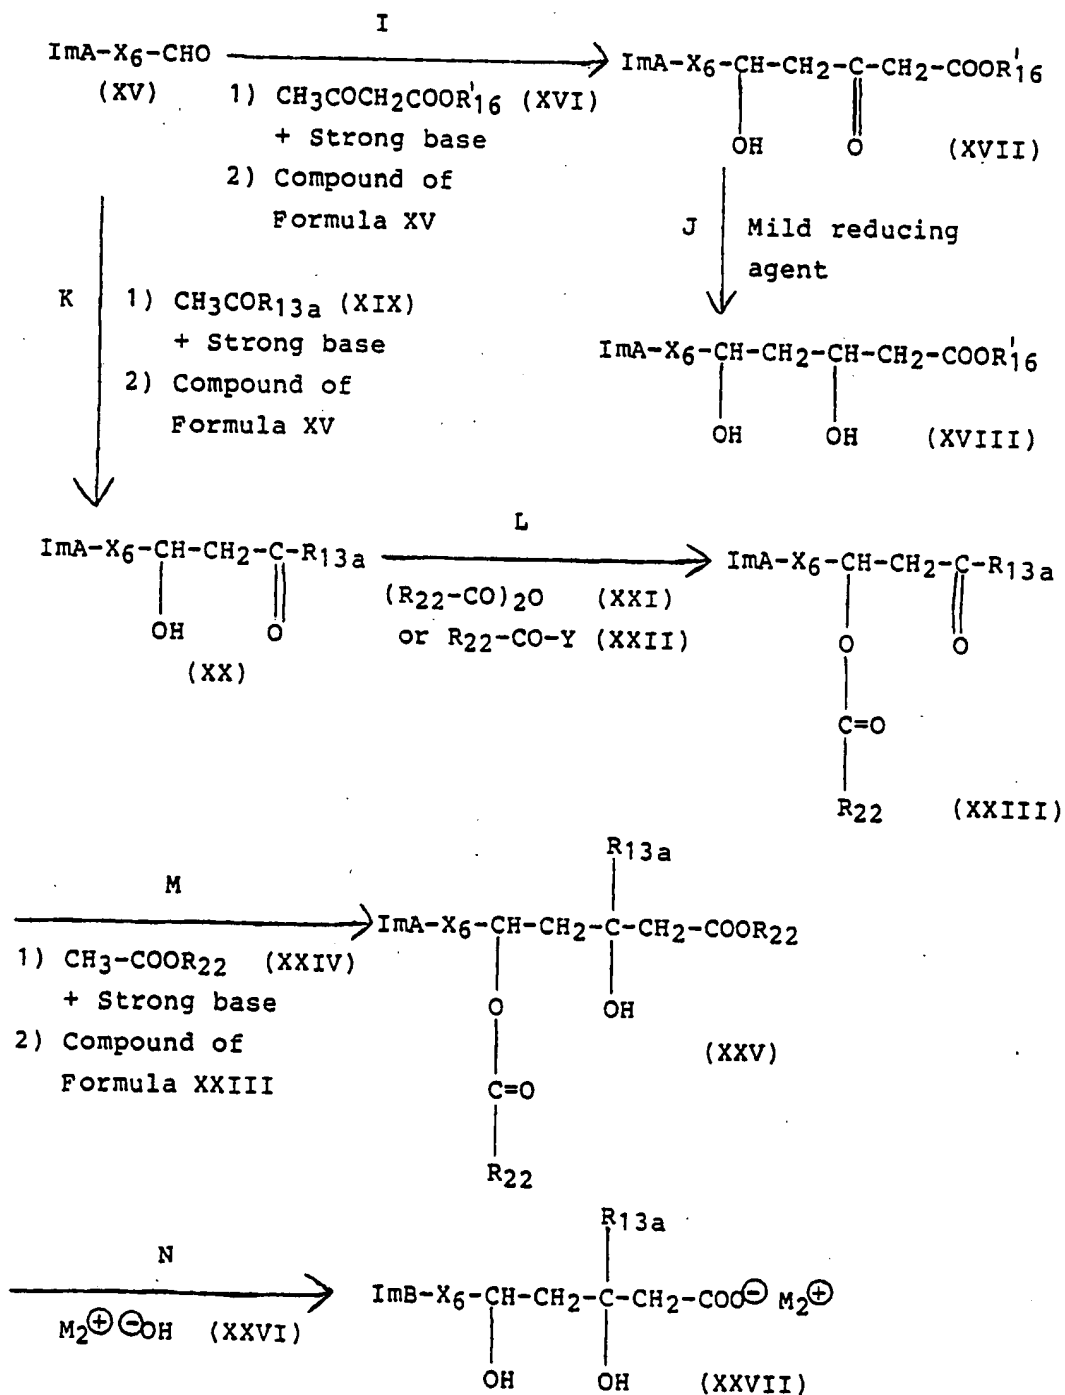 I
ImA-X6-CHO
(XV)
1) CH3COCH2COOR'16 (XVI)
+ Strong base
2) Compound of
Formula XV
ImA-X6-CH-CH2-C-CH2-COOR'16
OH O (XVII)
J Mild reducing
agent
K
1) CH3COR13a (XIX)
+ Strong base
2) Compound of
Formula XV
ImA-X6-CH-CH2-CH-CH2-COOR'16
OH OH (XVIII)
ImA-X6-CH-CH2-C-R13a
OH O
(XX)
L
(R22-CO)2O (XXI)
or R22-CO-Y (XXII)
ImA-X6-CH-CH2-C-R13a
O O
C=O
R22 (XXIII)
M
1) CH3-COOR22 (XXIV)
+ Strong base
2) Compound of
Formula XXIII
R13a
ImA-X6-CH-CH2-C-CH2-COOR22
O OH
(XXV)
C=O
R22
N
M2⊕ ⊖OH (XXVI)
R13a
ImB-X6-CH-CH2-C-CH2-COO⊖ M2⊕
OH OH (XXVII)